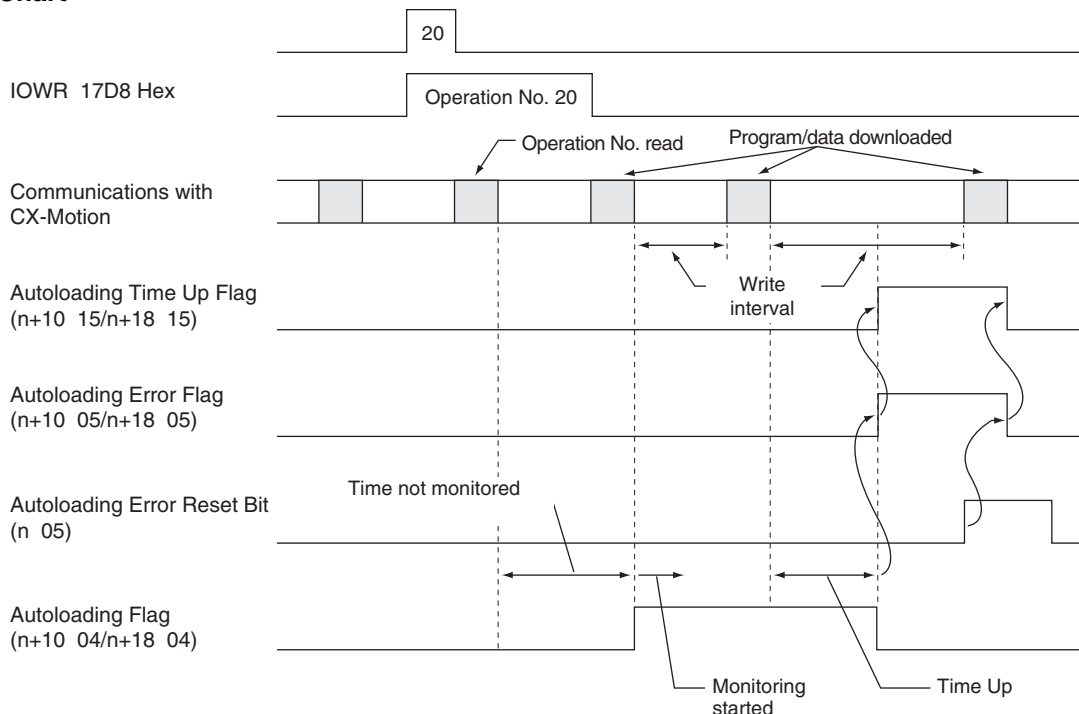 20
IOWR 17D8 Hex
Operation No. 20
Operation No. read
Program/data downloaded
Communications with
CX-Motion
Write
interval
Autoloading Time Up Flag
(n+10 15/n+18 15)
Autoloading Error Flag
(n+10 05/n+18 05)
Time not monitored
Autoloading Error Reset Bit
(n 05)
Autoloading Flag
(n+10 04/n+18 04)
Monitoring
started
Time Up